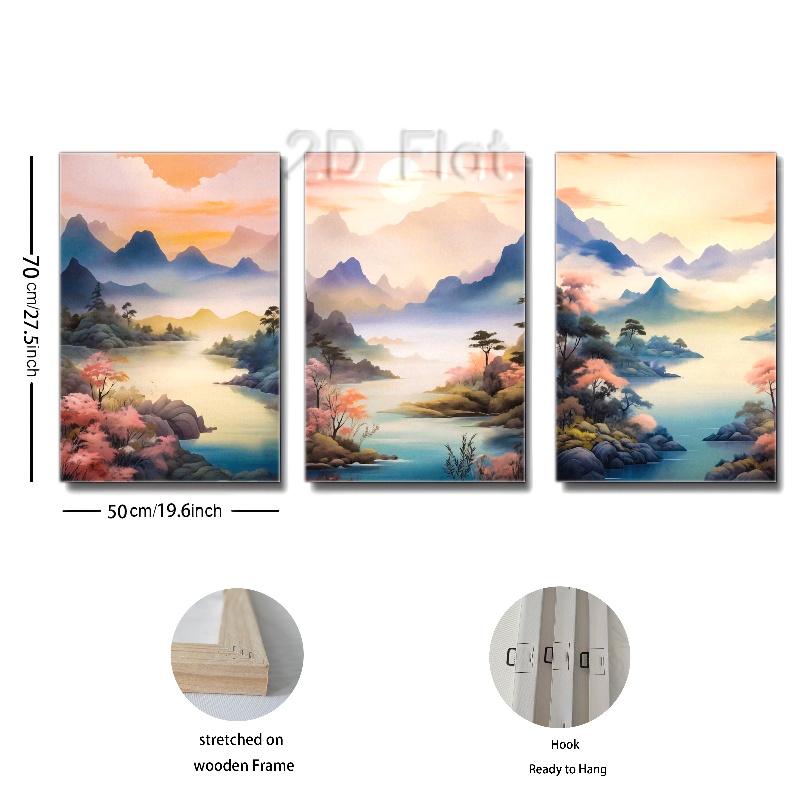 2D Flat
70 cm/27.5inch
50 cm/19.6inch
stretched on
wooden Frame
Hook
Ready to Hang